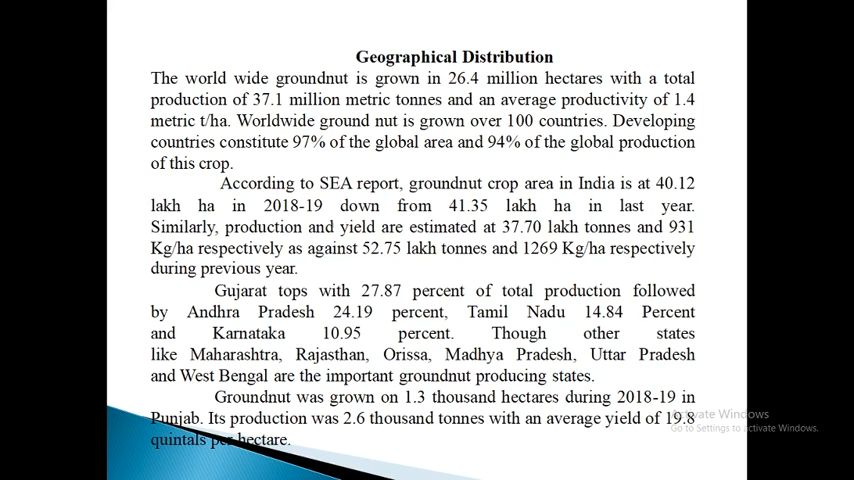 Geographical Distribution
The world wide groundnut is grown in 26.4 million hectares with a total
production of 37.1 million metric tonnes and an average productivity of 1.4
metric t/ha. Worldwide ground nut is grown over 100 countries. Developing
countries constitute 97% of the global area and 94% of the global production
of this crop.
According to SEA report, groundnut crop area in India is at 40.12
lakh ha in 2018-19 down from 41.35 lakh ha in last year.
Similarly, production and yield are estimated at 37.70 lakh tonnes and 931
Kg/ha respectively as against 52.75 lakh tonnes and 1269 Kg/ha respectively
during previous year.
Gujarat tops with 27.87 percent of total production followed
by Andhra Pradesh 24.19 percent, Tamil Nadu 14.84 Percent
and Karnataka 10.95 percent. Though other states
like Maharashtra, Rajasthan, Orissa, Madhya Pradesh, Uttar Pradesh
and West Bengal are the important groundnut producing states.
Groundnut was grown on 1.3 thousand hectares during 2018-19 in
Punjab. Its production was 2.6 thousand tonnes with an average yield of 19.8
quintals per hectare.
Activate Windows
Go to Settings to activate Windows.